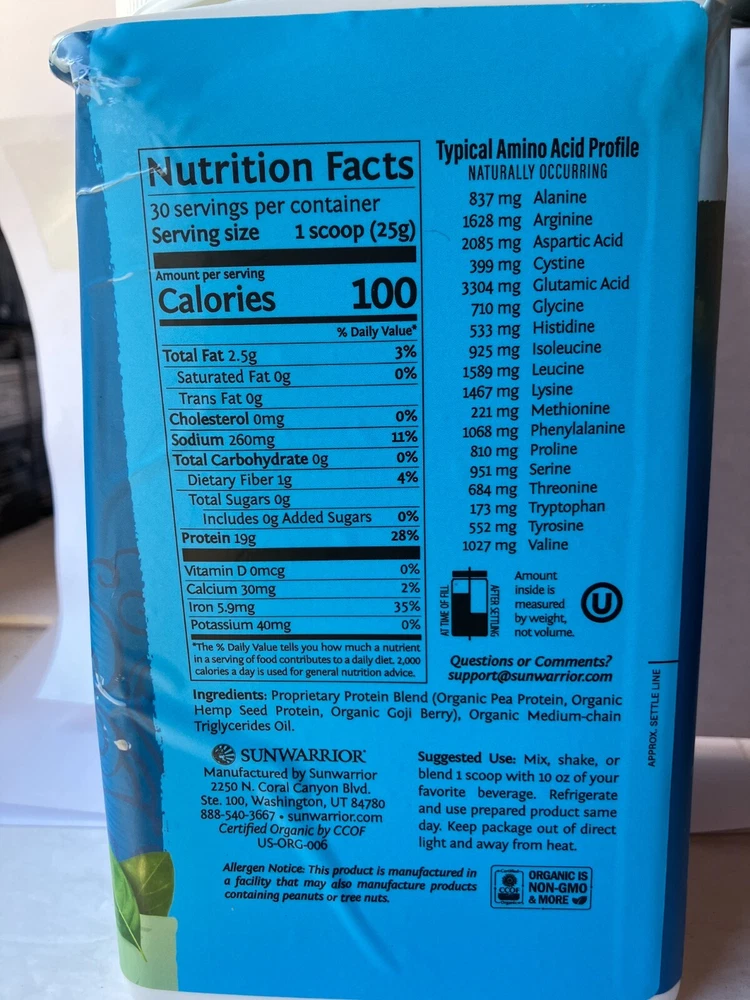 Nutrition Facts
30 servings per container
Serving size 1 scoop (25g)
Amount per serving
Calories 100
% Daily Value*
Total Fat 2.5g 3%
Saturated Fat 0g 0%
Trans Fat 0g
Cholesterol 0mg 0%
Sodium 260mg 11%
Total Carbohydrate 0g 0%
Dietary Fiber 1g 4%
Total Sugars 0g
Includes 0g Added Sugars 0%
Protein 19g 28%
Vitamin D 0mcg 0%
Calcium 30mg 2%
Iron 5.9mg 35%
Potassium 40mg 0%
*The % Daily Value tells you how much a nutrient
in a serving of food contributes to a daily diet. 2,000
calories a day is used for general nutrition advice.
Typical Amino Acid Profile
NATURALLY OCCURRING
837 mg Alanine
1628 mg Arginine
2085 mg Aspartic Acid
399 mg Cystine
3304 mg Glutamic Acid
710 mg Glycine
533 mg Histidine
925 mg Isoleucine
1589 mg Leucine
1467 mg Lysine
221 mg Methionine
1068 mg Phenylalanine
810 mg Proline
951 mg Serine
684 mg Threonine
173 mg Tryptophan
552 mg Tyrosine
1027 mg Valine
AT TIME OF FILL
AFTER SETTLING
Amount
inside is
measured
by weight,
not volume.
U
Questions or Comments?
support@sunwarrior.com
APPROX. SETTLE LINE
Ingredients: Proprietary Protein Blend (Organic Pea Protein, Organic
Hemp Seed Protein, Organic Goji Berry), Organic Medium-chain
Triglycerides Oil.
SUNWARRIOR®
Manufactured by Sunwarrior
2250 N. Coral Canyon Blvd.
Ste. 100, Washington, UT 84780
888-540-3667 • sunwarrior.com
Certified Organic by CCOF
US-ORG-006
Suggested Use: Mix, shake, or
blend 1 scoop with 10 oz of your
favorite beverage. Refrigerate
and use prepared product same
day. Keep package out of direct
light and away from heat.
Allergen Notice: This product is manufactured in
a facility that may also manufacture products
containing peanuts or tree nuts.
Certified
CCOF
Organic
ORGANIC IS
NON-GMO
& MORE